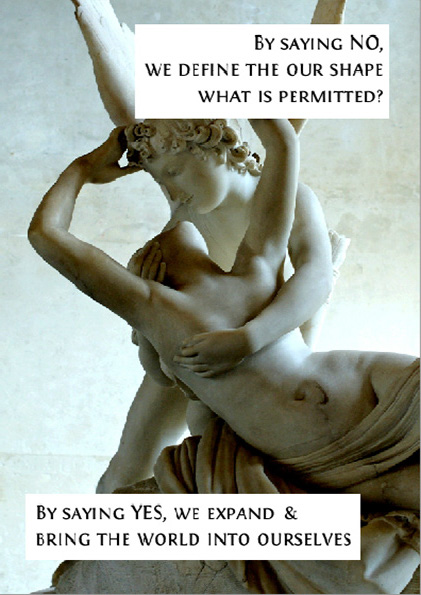 By saying NO,
we define the our shape
what is permitted?
By saying YES, we expand &
bring the world into ourselves